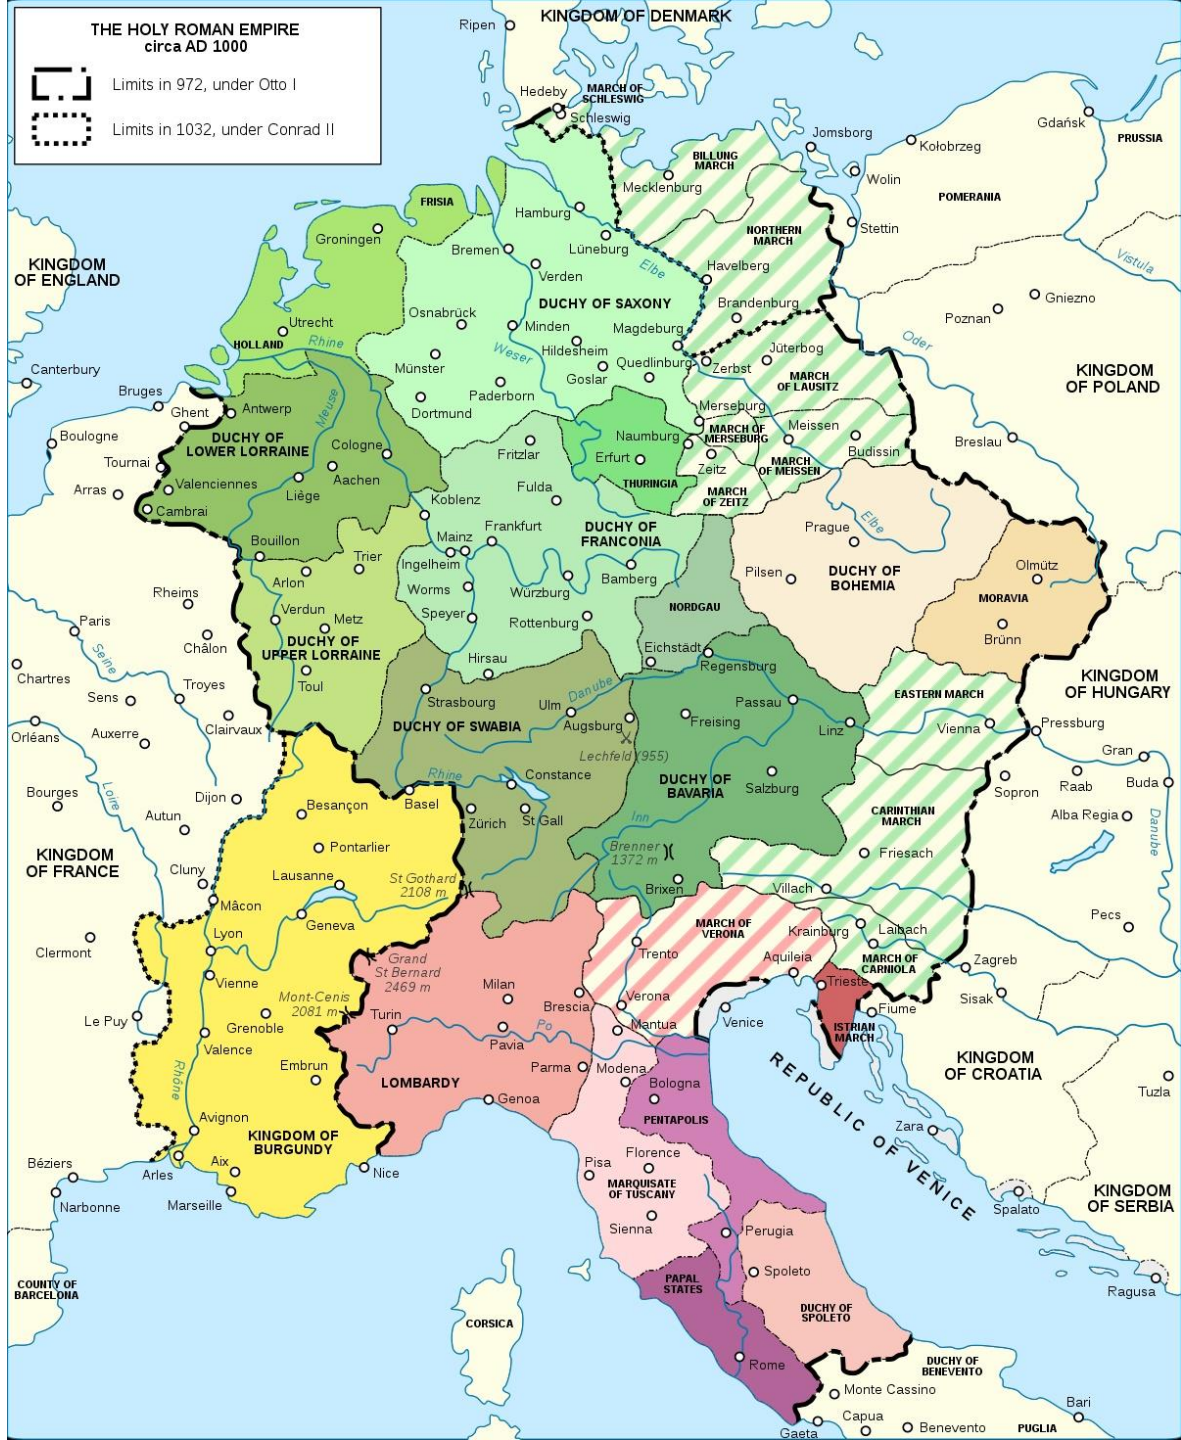 THE HOLY ROMAN EMPIRE
circa AD 1000
Limits in 972, under Otto I
Limits in 1032, under Conrad II
KINGDOM OF DENMARK
Ripen
Hedeby
MARCH OF
SCHLESWIG
Schleswig
Jomsborg
Kołobrzeg
Gdańsk
PRUSSIA
BILLUNG
MARCH
Mecklenburg
Wolin
POMERANIA
FRISIA
Hamburg
Groningen
Lüneburg
NORTHERN
MARCH
Stettin
Bremen
Verden
Elbe
Havelberg
Vistula
KINGDOM
OF ENGLAND
DUCHY OF SAXONY
Brandenburg
Gniezno
Poznan
Osnabrück
Utrecht
Minden
Magdeburg
HOLLAND
Rhine
Weser
Hildesheim
Jüterbog
Oder
Münster
Goslar
Quedlinburg
Zerbst
MARCH
OF LAUSITZ
KINGDOM
OF POLAND
Canterbury
Bruges
Paderborn
Ghent
Antwerp
Meuse
Dortmund
Merseburg
Boulogne
DUCHY OF
LOWER LORRAINE
Cologne
Fritzlar
Naumburg
MARCH OF
MERSEBURG
Meissen
Budissin
Breslau
Tournai
Aachen
Erfurt
Zeitz
MARCH
OF MEISSEN
Arras
Valenciennes
Liège
Fulda
THURINGIA
MARCH
OF ZEITZ
Cambrai
Koblenz
Frankfurt
DUCHY OF
FRANCONIA
Prague
Elbe
Bouillon
Trier
Mainz
Ingelheim
Arlon
Worms
Würzburg
Bamberg
Pilsen
DUCHY OF
BOHEMIA
Olmütz
MORAVIA
Rheims
Verdun
Metz
Speyer
Rottenburg
NORDGAU
Brünn
Paris
Seine
Châlon
DUCHY OF
UPPER LORRAINE
Hirsau
Eichstädt
Regensburg
Chartres
Toul
Sens
Troyes
Strasbourg
Danube
Ulm
Passau
EASTERN MARCH
KINGDOM OF
HUNGARY
Orléans
Auxerre
Clairvaux
DUCHY OF SWABIA
Augsburg
Freising
Linz
Vienna
Pressburg
Lechfeld (955)
Gran
Loire
Rhine
Constance
DUCHY OF
BAVARIA
Salzburg
Sopron
Raab
Buda
Bourges
Dijon
Besançon
Basel
Zürich
St Gall
Inn
CARINTHIAN
MARCH
Alba Regia
Danube
Autun
KINGDOM
OF FRANCE
Pontarlier
Brenner
1372 m
Friesach
Cluny
Lausanne
St Gothard
2108 m
Brixen
Villach
Mâcon
Geneva
MARCH OF
VERONA
Krainburg
Laibach
Pecs
Clermont
Lyon
Grand
St Bernard
2469 m
Trento
Aquileia
MARCH OF
CARNIOLA
Zagreb
Vienne
Mont-Cenis
2081 m
Milan
Brescia
Verona
Trieste
Sisak
Le Puy
Grenoble
Turin
Po
Mantua
Venice
ISTRIAN
MARCH
Fiume
Valence
Pavia
Rhône
Embrun
LOMBARDY
Parma
Modena
Bologna
KINGDOM
OF CROATIA
Tuzla
Genoa
PENTAPOLIS
REPUBLIC OF VENICE
Avignon
KINGDOM OF
BURGUNDY
Zara
Béziers
Arles
Aix
Nice
Pisa
Florence
MARQUISATE
OF TUSCANY
Narbonne
Marseille
Sienna
Perugia
Spalato
KINGDOM
OF SERBIA
COUNTY OF
BARCELONA
CORSICA
PAPAL
STATES
Spoleto
DUCHY OF
SPOLETO
Ragusa
Rome
DUCHY OF
BENEVENTO
Monte Cassino
Bari
Gaeta
Capua
Benevento
PUGLIA